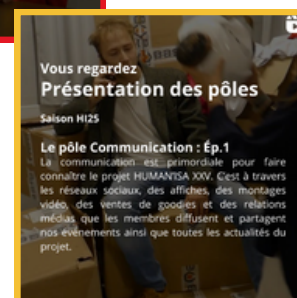 Vous regardez
Présentation des pôles
Saison HI25
Le pôle Communication : Ép.1
La communication est primordiale pour faire
connaître le projet HUMAN'ISA XXV. C'est à travers
les réseaux sociaux, des affiches, des montages
vidéo, des ventes de goodies et des relations
médias que les membres diffusent et partagent
nos événements ainsi que toutes les actualités du
projet.